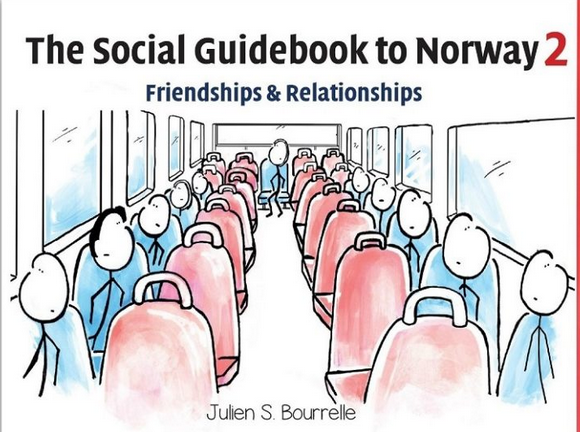 The Social Guidebook to Norway 2
Friendships & Relationships
Julien S. Bourrelle